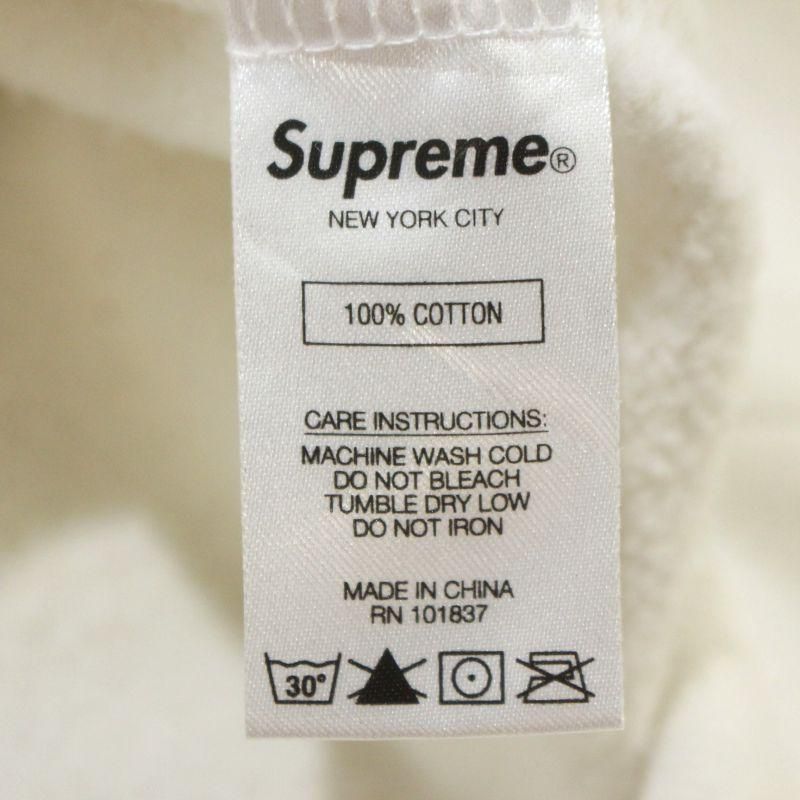 Supreme®
NEW YORK CITY
100% COTTON
CARE INSTRUCTIONS:
MACHINE WASH COLD
DO NOT BLEACH
TUMBLE DRY LOW
DO NOT IRON
MADE IN CHINA
RN 101837
30°